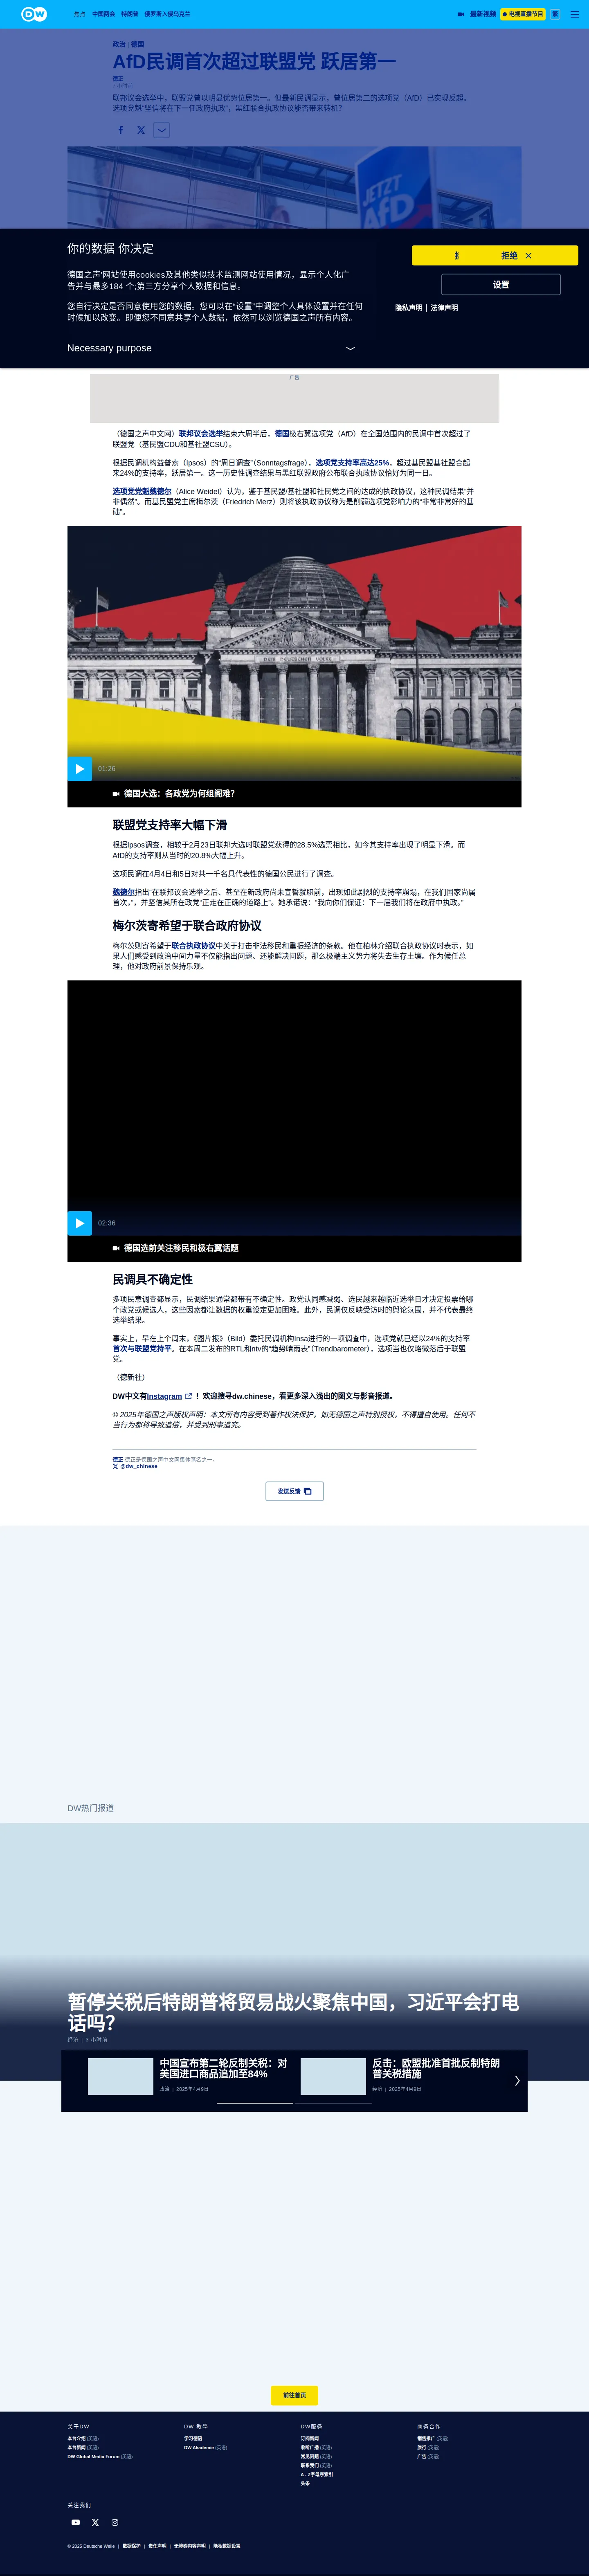 DW
焦点 中国两会 特朗普 俄罗斯入侵乌克兰
最新视频 电视直播节目 繁
政治 | 德国
AfD民调首次超过联盟党 跃居第一
德正
7 小时前
联邦议会选举中，联盟党曾以明显优势位居第一。但最新民调显示，曾位居第二的选项党（AfD）已实现反超。
选项党魁“坚信将在下一任政府执政”，黑红联合执政协议能否带来转机？
JETZT
AfD
你的数据 你决定
拒绝
德国之声’网站使用cookies及其他类似技术监测网站使用情况，显示个人化广
告并与最多184 个;第三方分享个人数据和信息。
设置
您自行决定是否同意使用您的数据。您可以在“设置”中调整个人具体设置并在任何
时候加以改变。即便您不同意共享个人数据，依然可以浏览德国之声所有内容。
隐私声明 | 法律声明
Necessary purpose
广告
（德国之声中文网）联邦议会选举结束六周半后，德国极右翼选项党（AfD）在全国范围内的民调中首次超过了
联盟党（基民盟CDU和基社盟CSU）。
根据民调机构益普索（Ipsos）的“周日调查”（Sonntagsfrage），选项党支持率高达25%，超过基民盟基社盟合起
来24%的支持率，跃居第一。这一历史性调查结果与黑红联盟政府公布联合执政协议恰好为同一日。
选项党党魁魏德尔（Alice Weidel）认为，鉴于基民盟/基社盟和社民党之间的达成的执政协议，这种民调结果“并
非偶然”。而基民盟党主席梅尔茨（Friedrich Merz）则将该执政协议称为是削弱选项党影响力的“非常非常好的基
础”。
DEM DEUTSCHEN VOLKE
01:26
德国大选：各政党为何组阁难？
联盟党支持率大幅下滑
根据Ipsos调查，相较于2月23日联邦大选时联盟党获得的28.5%选票相比，如今其支持率出现了明显下滑。而
AfD的支持率则从当时的20.8%大幅上升。
这项民调在4月4日和5日对共一千名具代表性的德国公民进行了调查。
魏德尔指出“在联邦议会选举之后、甚至在新政府尚未宣誓就职前，出现如此剧烈的支持率崩塌，在我们国家尚属
首次”，并坚信其所在政党“正走在正确的道路上”。她承诺说：“我向你们保证：下一届我们将在政府中执政。”
梅尔茨寄希望于联合政府协议
梅尔茨则寄希望于联合执政协议中关于打击非法移民和重振经济的条款。他在柏林介绍联合执政协议时表示，如
果人们感受到政治中间力量不仅能指出问题、还能解决问题，那么极端主义势力将失去生存土壤。作为候任总
理，他对政府前景保持乐观。
02:36
德国选前关注移民和极右翼话题
民调具不确定性
多项民意调查都显示，民调结果通常都带有不确定性。政党认同感减弱、选民越来越临近选举日才决定投票给哪
个政党或候选人，这些因素都让数据的权重设定更加困难。此外，民调仅反映受访时的舆论氛围，并不代表最终
选举结果。
事实上，早在上个周末，《图片报》（Bild）委托民调机构Insa进行的一项调查中，选项党就已经以24%的支持率
首次与联盟党持平。在本周二发布的RTL和ntv的“趋势晴雨表”（Trendbarometer），选项当也仅略微落后于联盟
党。
（德新社）
DW中文有Instagram！欢迎搜寻dw.chinese，看更多深入浅出的图文与影音报道。
© 2025年德国之声版权声明：本文所有内容受到著作权法保护，如无德国之声特别授权，不得擅自使用。任何不
当行为都将导致追偿，并受到刑事追究。
德正 德正是德国之声中文网集体笔名之一。
@dw_chinese
发送反馈
DW热门报道
暂停关税后特朗普将贸易战火聚焦中国，习近平会打电
话吗？
经济 | 3 小时前
中国宣布第二轮反制关税：对
美国进口商品追加至84%
政治 | 2025年4月9日
反击：欧盟批准首批反制特朗
普关税措施
经济 | 2025年4月9日
前往首页
关于DW
本台介绍 (英语)
本台新闻 (英语)
DW Global Media Forum (英语)
DW 教学
学习德语
DW Akademie (英语)
DW服务
订阅新闻
收听广播 (英语)
常见问题 (英语)
联系我们 (英语)
A - Z字母序索引
头条
商务合作
销售推广 (英语)
旅行 (英语)
广告 (英语)
关注我们
© 2025 Deutsche Welle | 数据保护 | 责任声明 | 无障碍内容声明 | 隐私数据设置